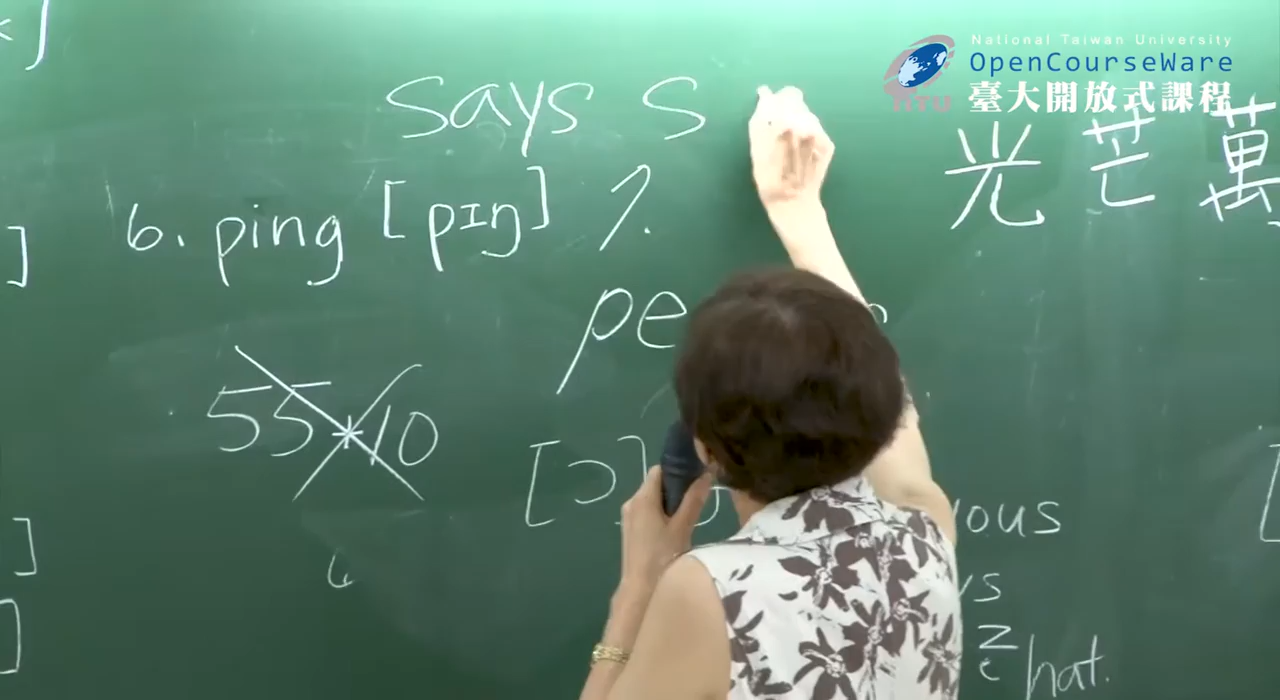 National Taiwan University
OpenCourseWare
NTU 臺大開放式課程
says s
光芒萬
6. ping [pɪŋ] /.
]
pe
55 10
[ɔ]
ous
]
s
]
z
hat.